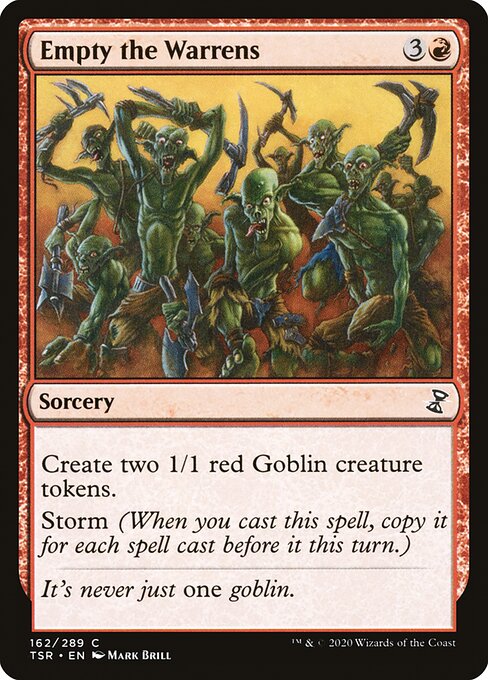 Empty the Warrens 3
Sorcery
Create two 1/1 red Goblin creature
tokens.
Storm (When you cast this spell, copy it
for each spell cast before it this turn.)
It's never just one goblin.
162/289 C
TSR • EN Mark Brill
™ & © 2020 Wizards of the Coast